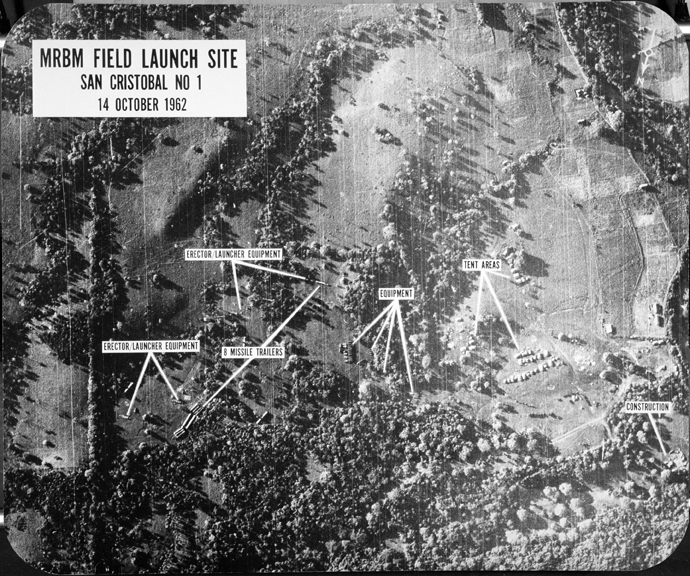 MRBM FIELD LAUNCH SITE
SAN CRISTOBAL NO 1
14 OCTOBER 1962
ERECTOR/LAUNCHER EQUIPMENT
TENT AREAS
EQUIPMENT
ERECTOR/LAUNCHER EQUIPMENT
8 MISSILE TRAILERS
CONSTRUCTION